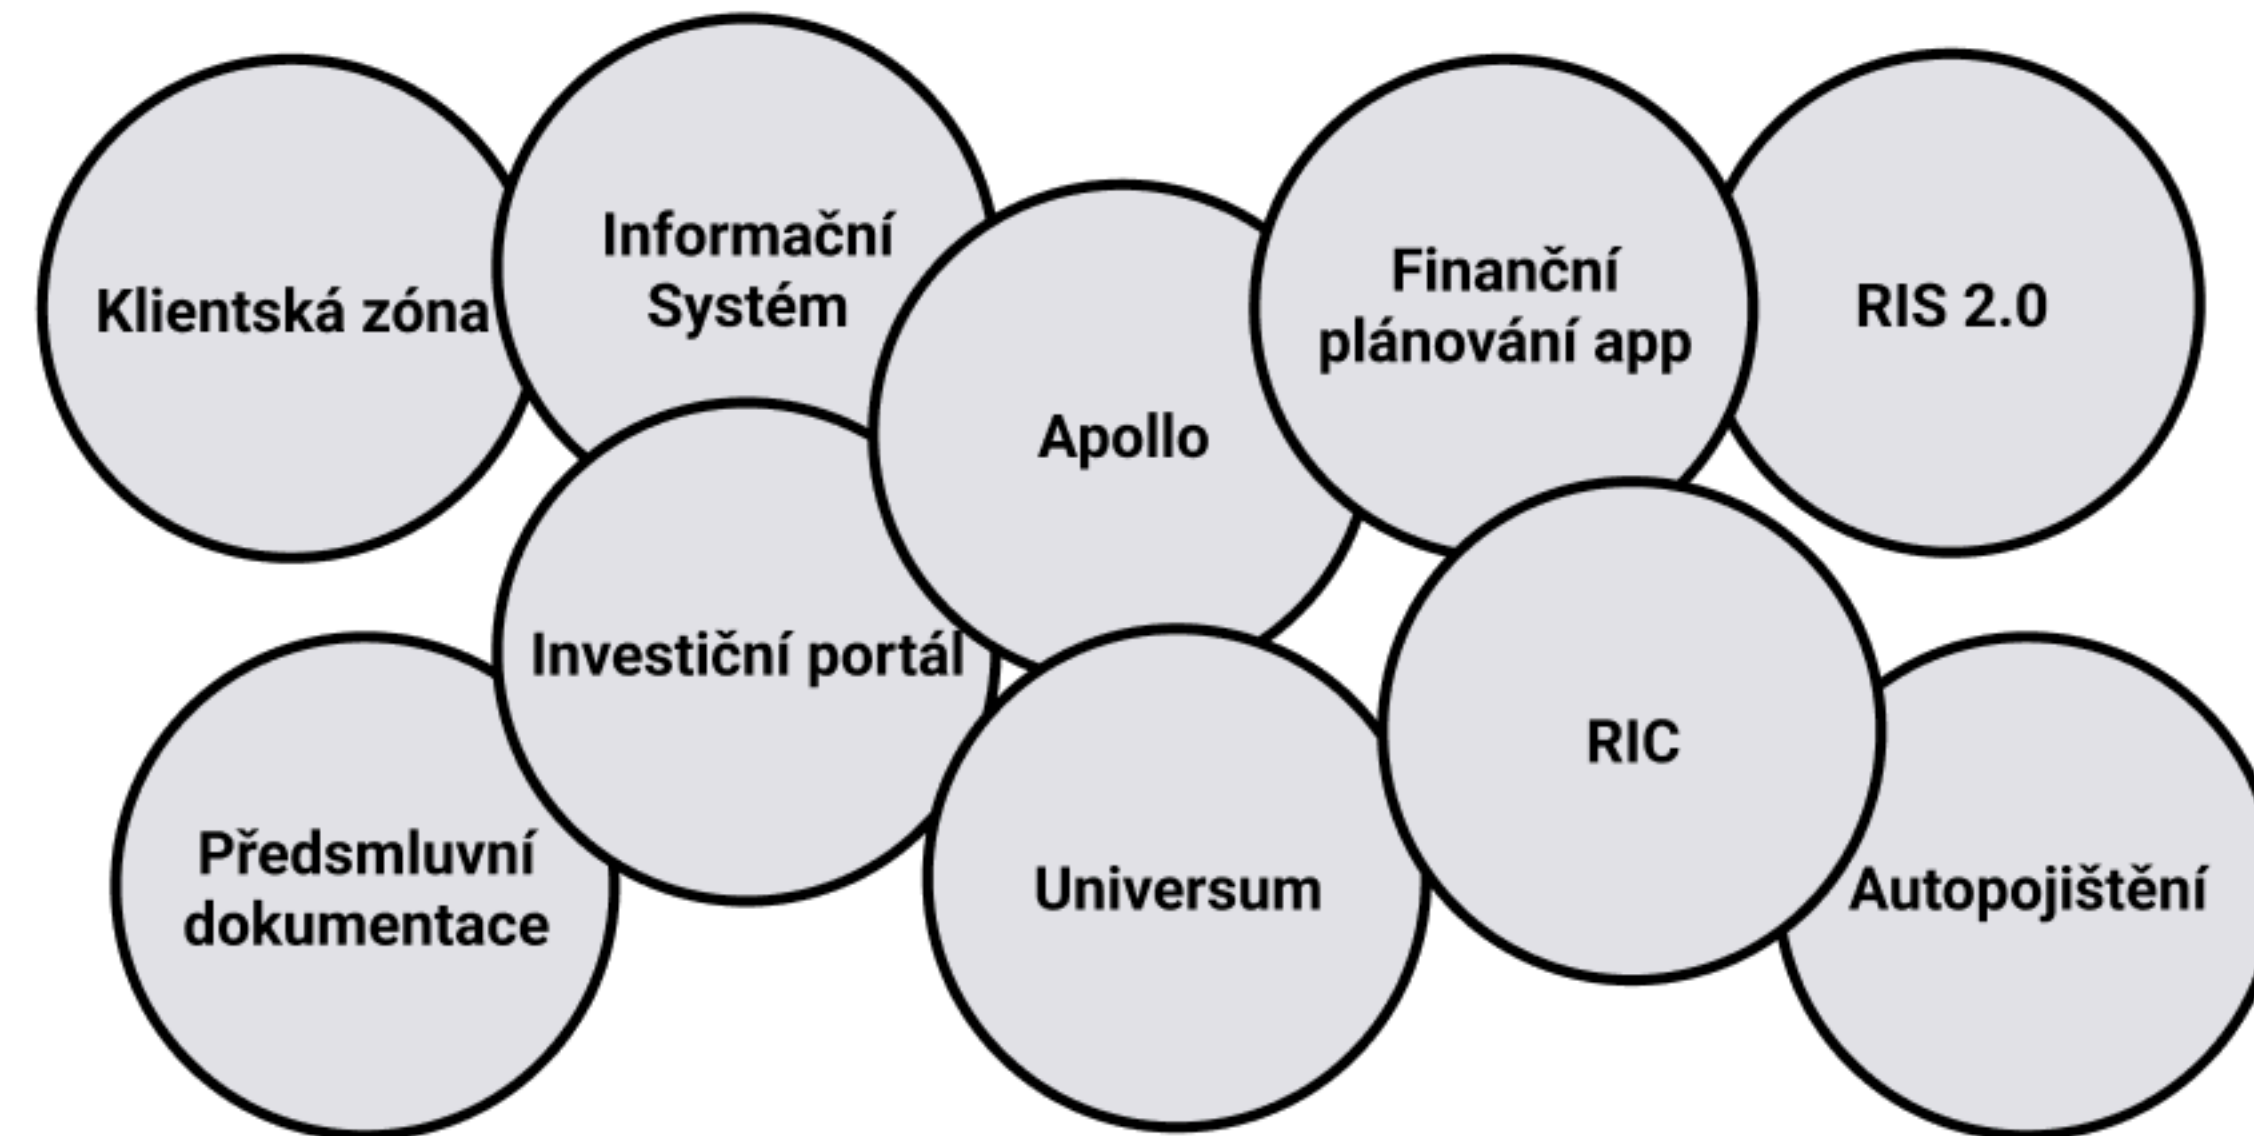 Klientská zóna
Informační
Systém
Apollo
Finanční
plánování app
RIS 2.0
Investiční portál
Předsmluvní
dokumentace
Universum
RIC
Autopojištění